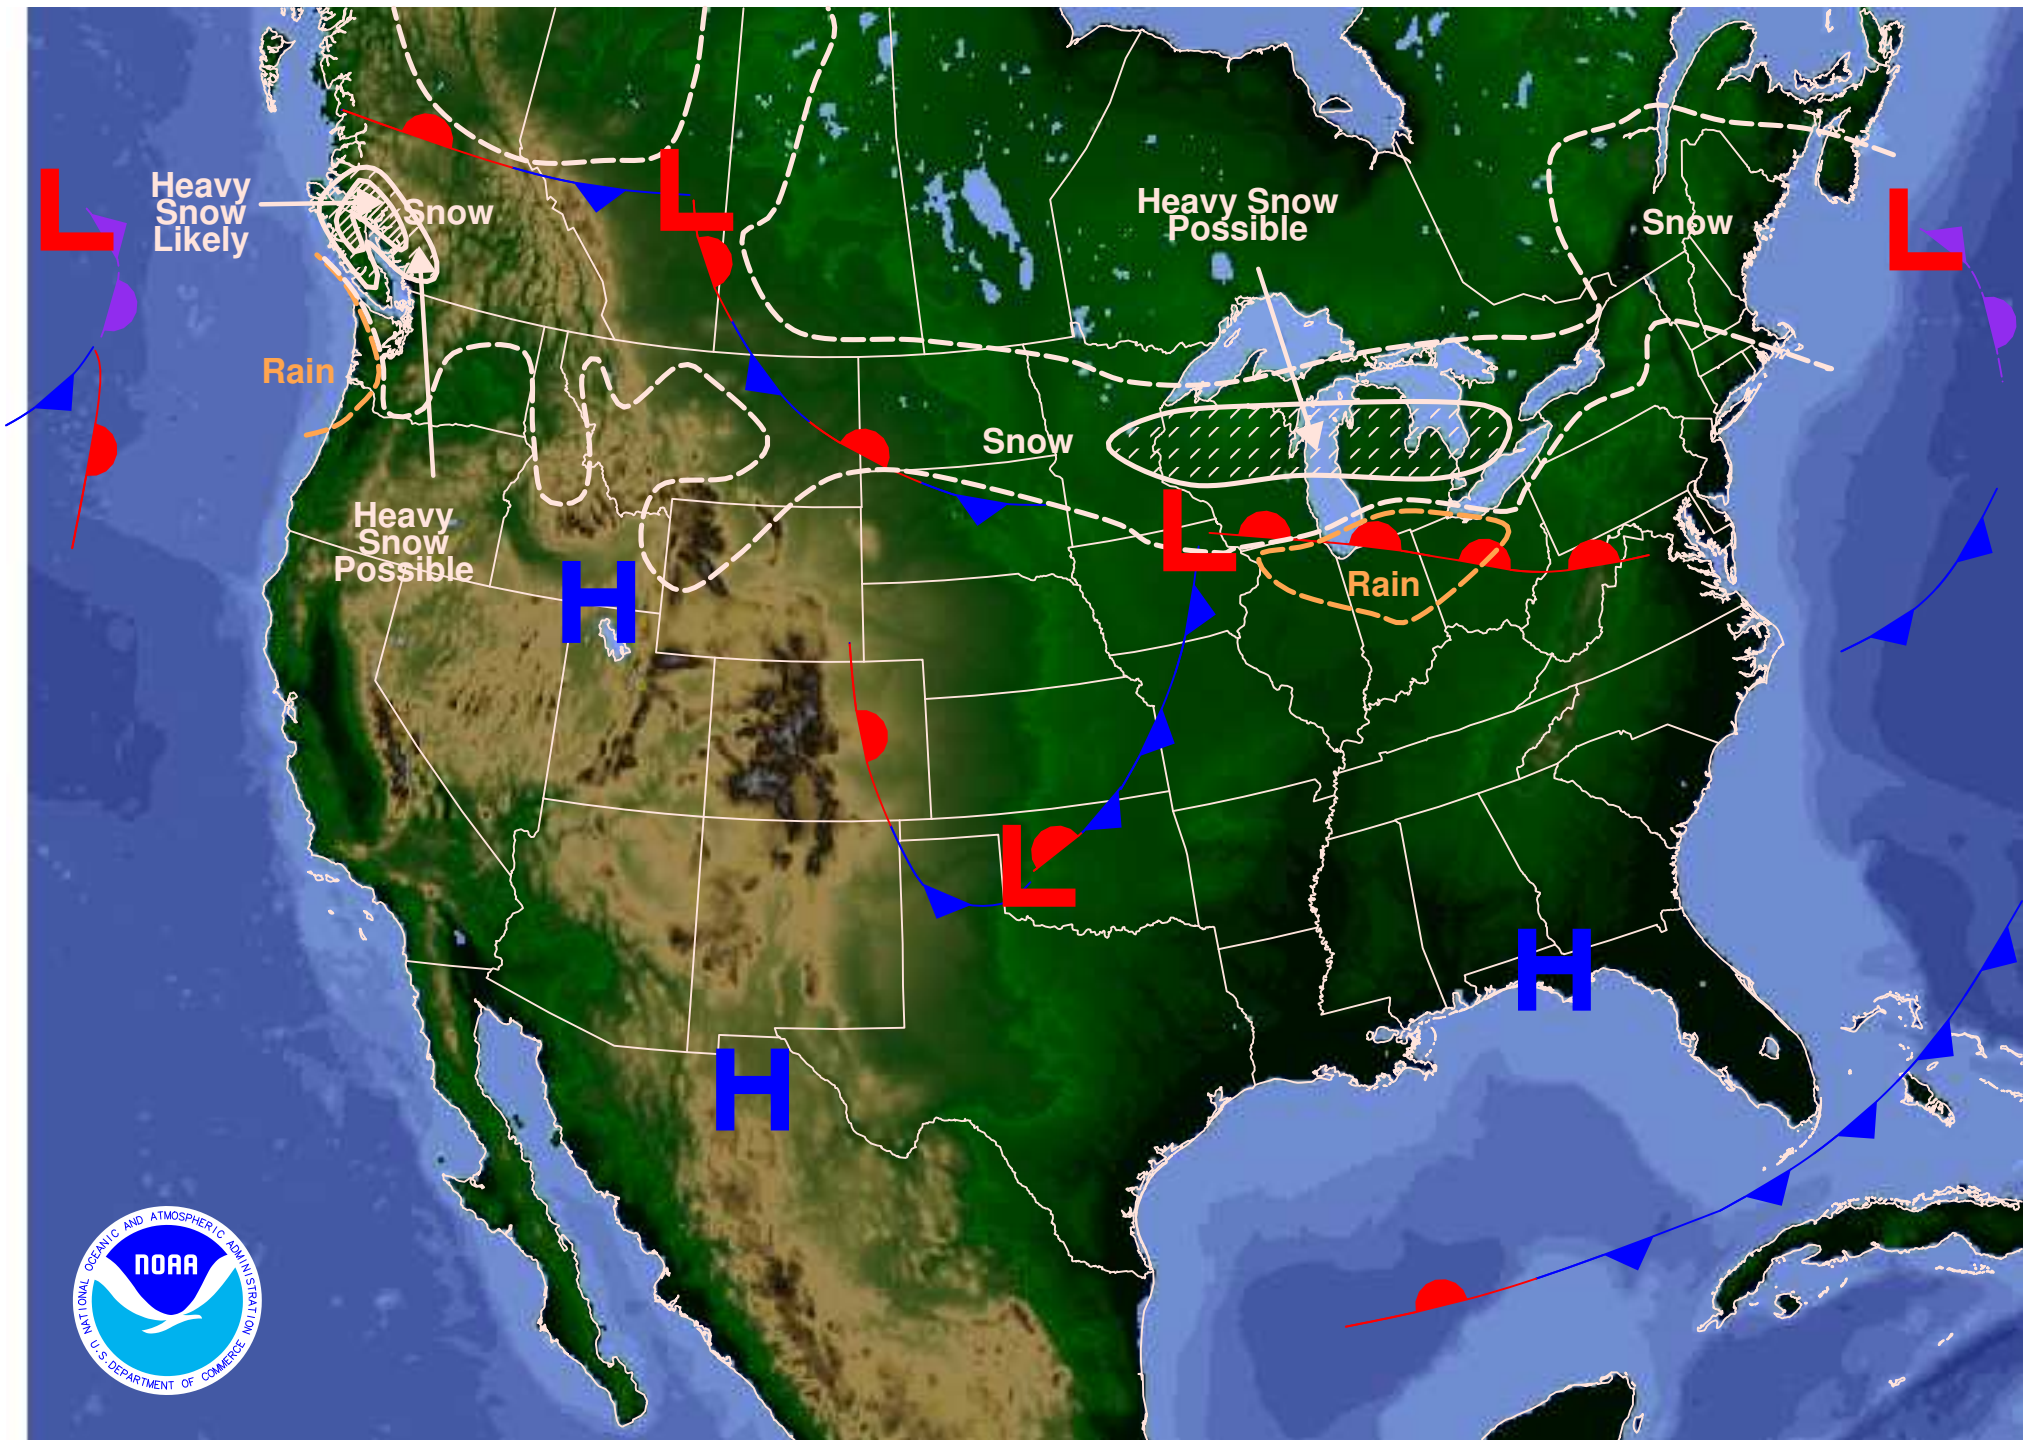 L
Heavy
Snow
Likely
Snow
L
Heavy Snow
Possible
Snow
L
Rain
Snow
Heavy
Snow
Possible
H
L
Rain
L
H
H
NATIONAL OCEANIC AND ATMOSPHERIC ADMINISTRATION
NOAA
U.S. DEPARTMENT OF COMMERCE